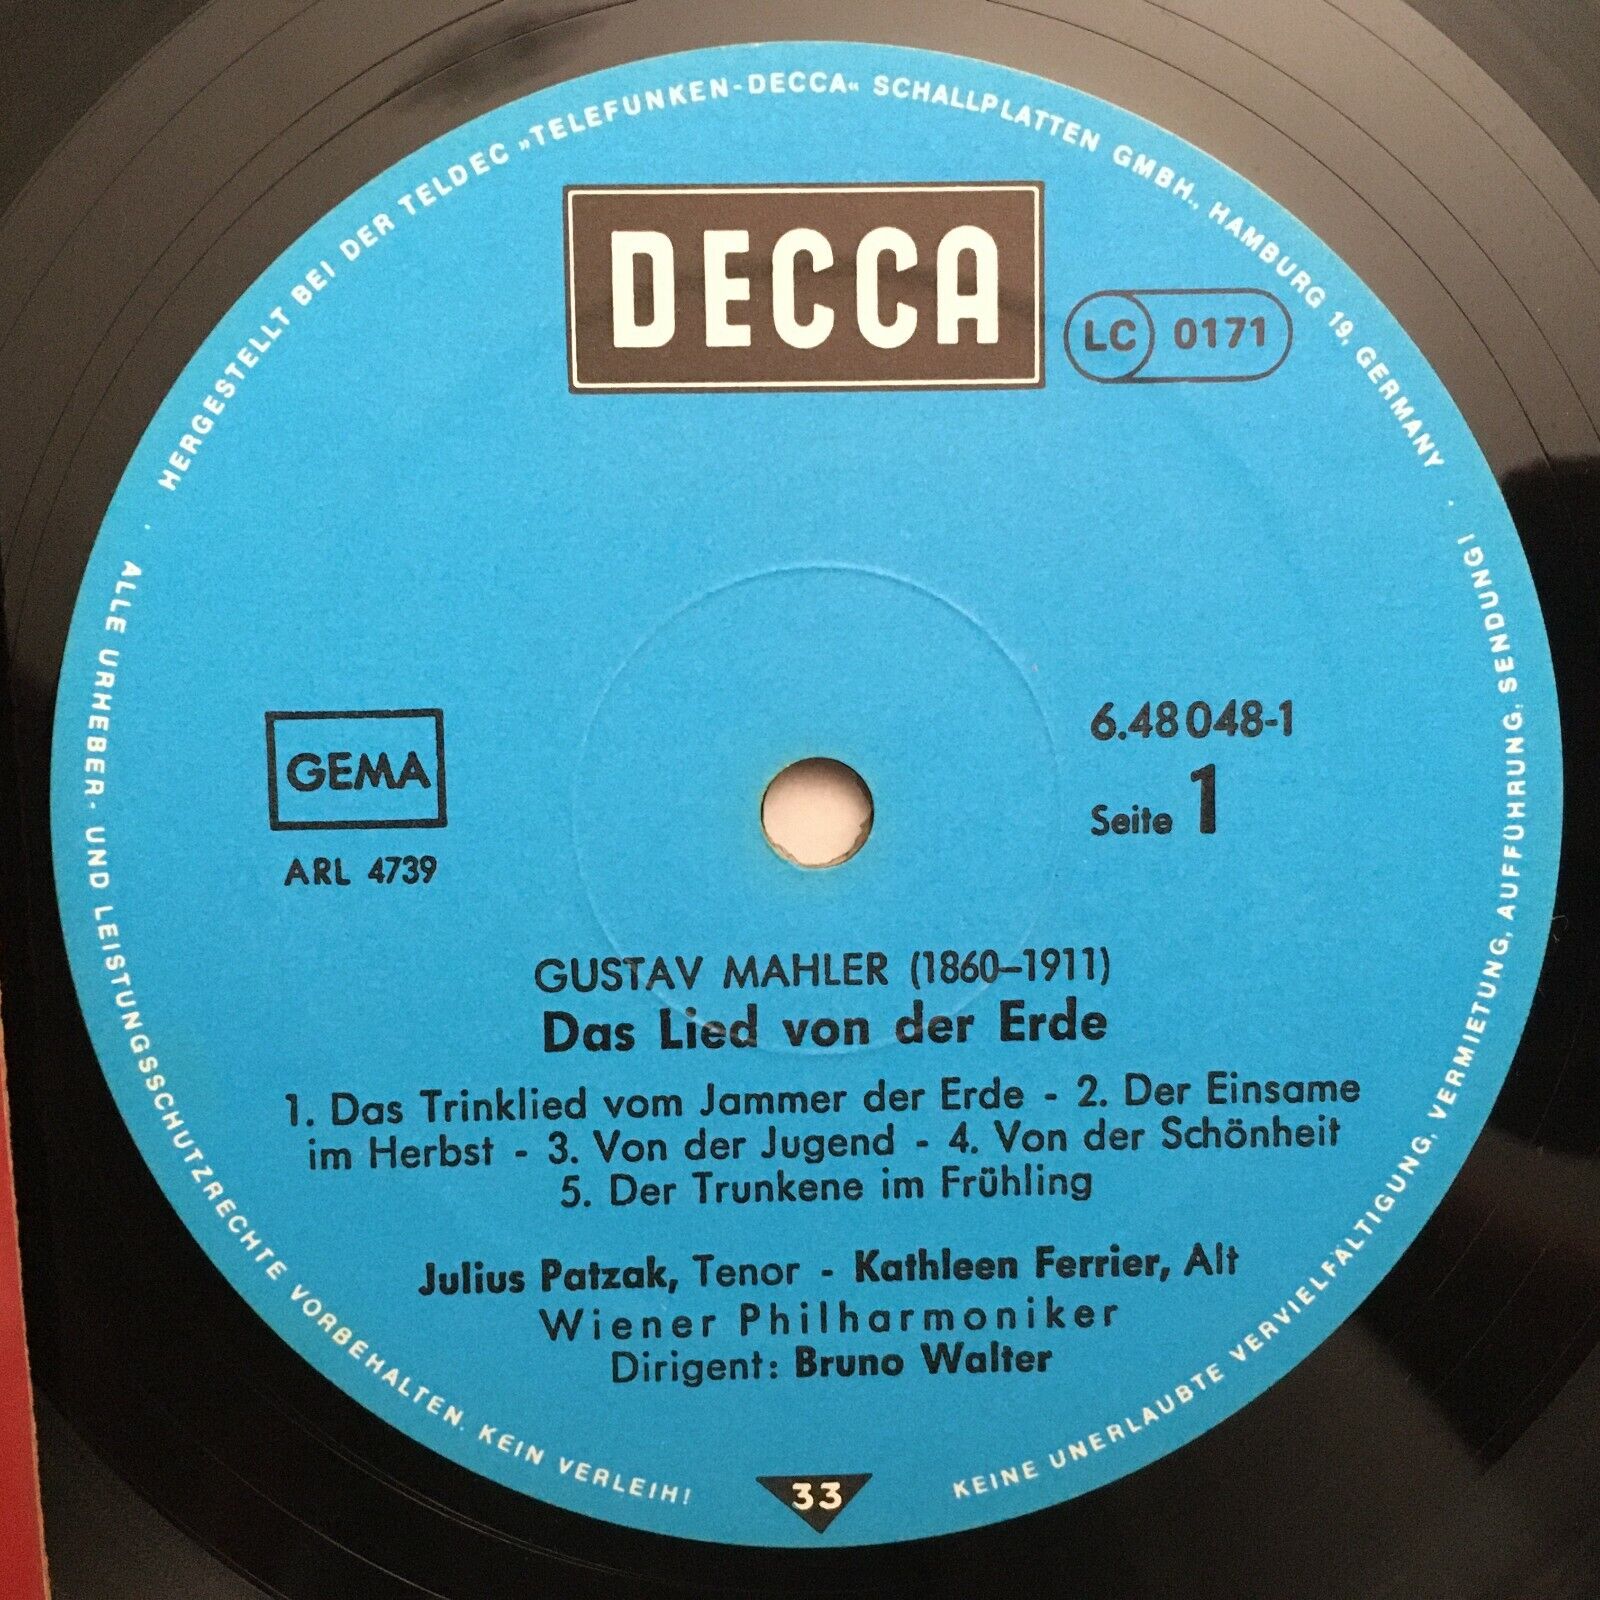 HERGESTELLT BEI DER TELDEC »TELEFUNKEN-DECCA« SCHALLPLATTEN GMBH., HAMBURG 19, GERMANY ·
DECCA
LC 0171
GEMA
ARL 4739
6.48 048-1
Seite 1
GUSTAV MAHLER (1860–1911)
Das Lied von der Erde
1. Das Trinklied vom Jammer der Erde - 2. Der Einsame
im Herbst - 3. Von der Jugend - 4. Von der Schönheit
5. Der Trunkene im Frühling
Julius Patzak, Tenor - Kathleen Ferrier, Alt
Wiener Philharmoniker
Dirigent: Bruno Walter
· ALLE URHEBER- UND LEISTUNGSSCHUTZRECHTE VORBEHALTEN. KEIN VERLEIH!
33
KEINE UNERLAUBTE VERVIELFÄLTIGUNG, VERMIETUNG, AUFFÜHRUNG, SENDUNG!